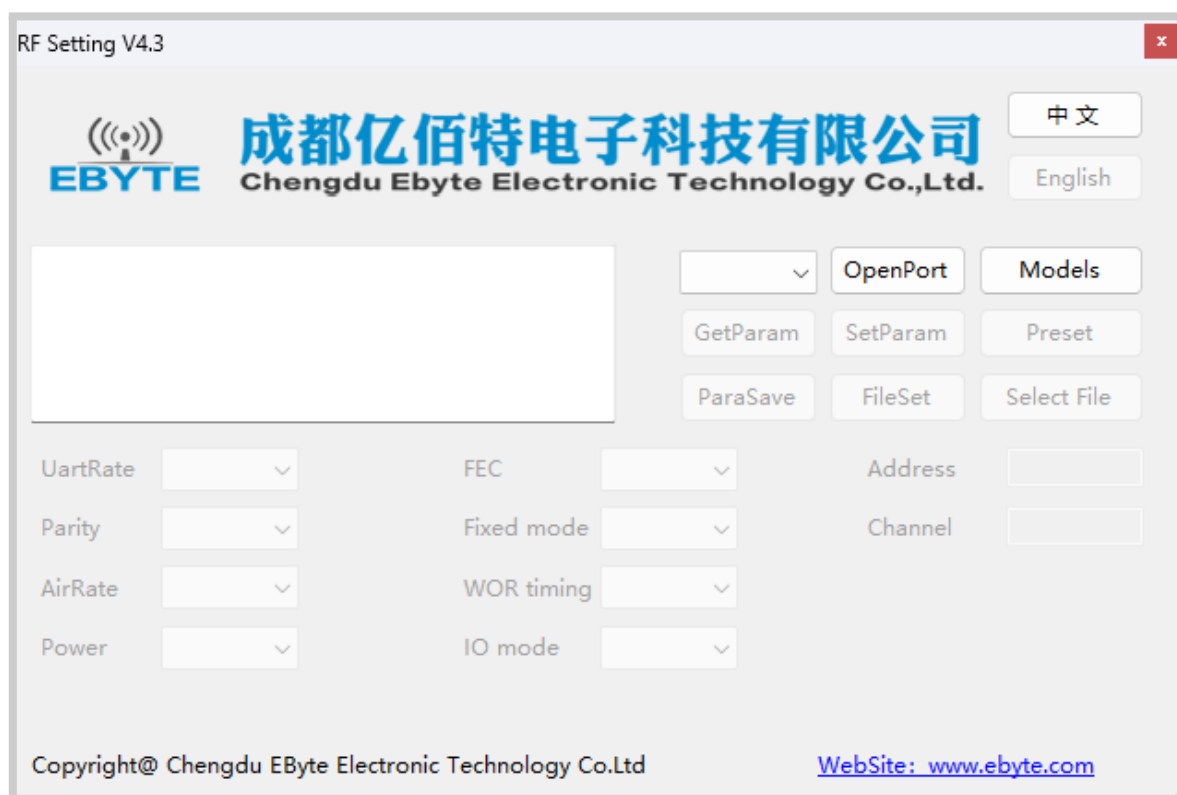 RF Setting V4.3
x
中文
EBYTE
成都亿佰特电子科技有限公司
Chengdu Ebyte Electronic Technology Co.,Ltd.
English
OpenPort
Models
GetParam
SetParam
Preset
ParaSave
FileSet
Select File
UartRate
FEC
Address
Parity
Fixed mode
Channel
AirRate
WOR timing
Power
IO mode
Copyright@ Chengdu EByte Electronic Technology Co.Ltd
WebSite: www.ebyte.com